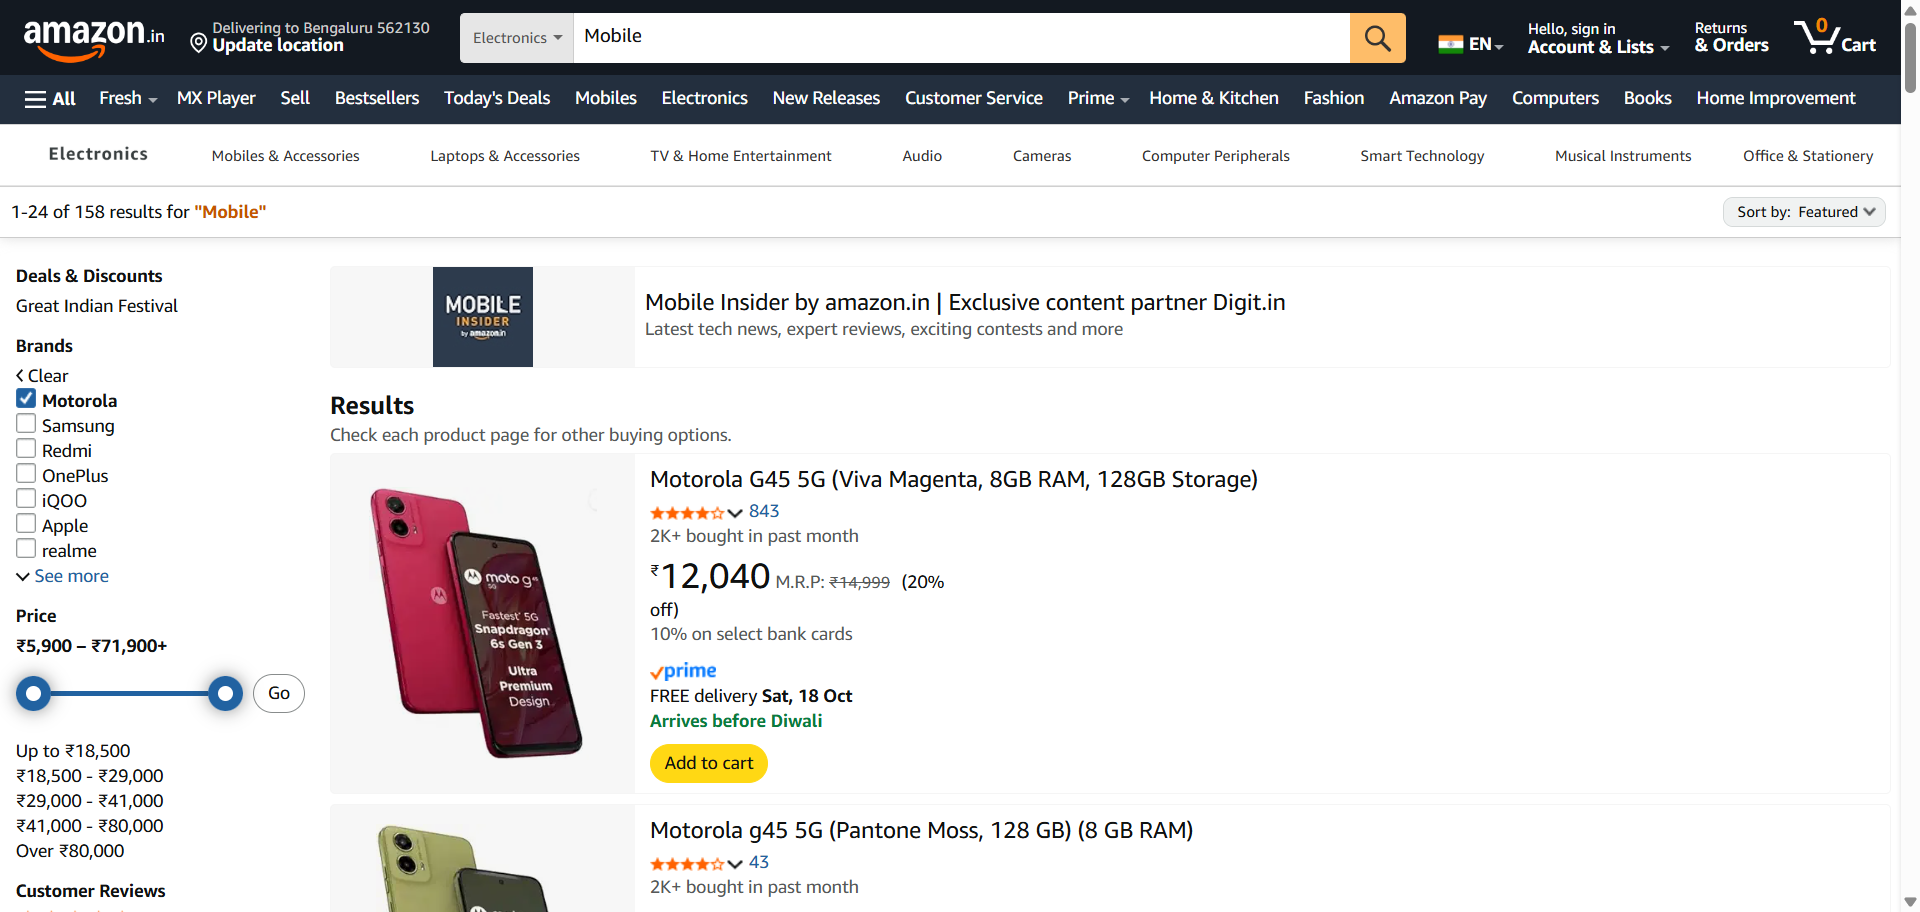 amazon.in
Delivering to Bengaluru 562130
Update location
Electronics
Mobile
EN
Hello, sign in
Account & Lists
Returns
& Orders
0
Cart
All
Fresh
MX Player
Sell
Bestsellers
Today's Deals
Mobiles
Electronics
New Releases
Customer Service
Prime
Home & Kitchen
Fashion
Amazon Pay
Computers
Books
Home Improvement
Electronics
Mobiles & Accessories
Laptops & Accessories
TV & Home Entertainment
Audio
Cameras
Computer Peripherals
Smart Technology
Musical Instruments
Office & Stationery
1-24 of 158 results for "Mobile"
Sort by: Featured
Deals & Discounts
Great Indian Festival
Brands
Clear
Motorola
Samsung
Redmi
OnePlus
iQOO
Apple
realme
See more
Price
₹5,900 – ₹71,900+
Go
Up to ₹18,500
₹18,500 - ₹29,000
₹29,000 - ₹41,000
₹41,000 - ₹80,000
Over ₹80,000
Customer Reviews
MOBILE
INSIDER
by amazon.in
Mobile Insider by amazon.in | Exclusive content partner Digit.in
Latest tech news, expert reviews, exciting contests and more
Results
Check each product page for other buying options.
moto g45
5G
Fastest* 5G
Snapdragon®
6s Gen 3
Ultra
Premium
Design
Motorola G45 5G (Viva Magenta, 8GB RAM, 128GB Storage)
843
2K+ bought in past month
₹12,040 M.R.P: ₹14,999 (20%
off)
10% on select bank cards
prime
FREE delivery Sat, 18 Oct
Arrives before Diwali
Add to cart
Motorola g45 5G (Pantone Moss, 128 GB) (8 GB RAM)
43
2K+ bought in past month